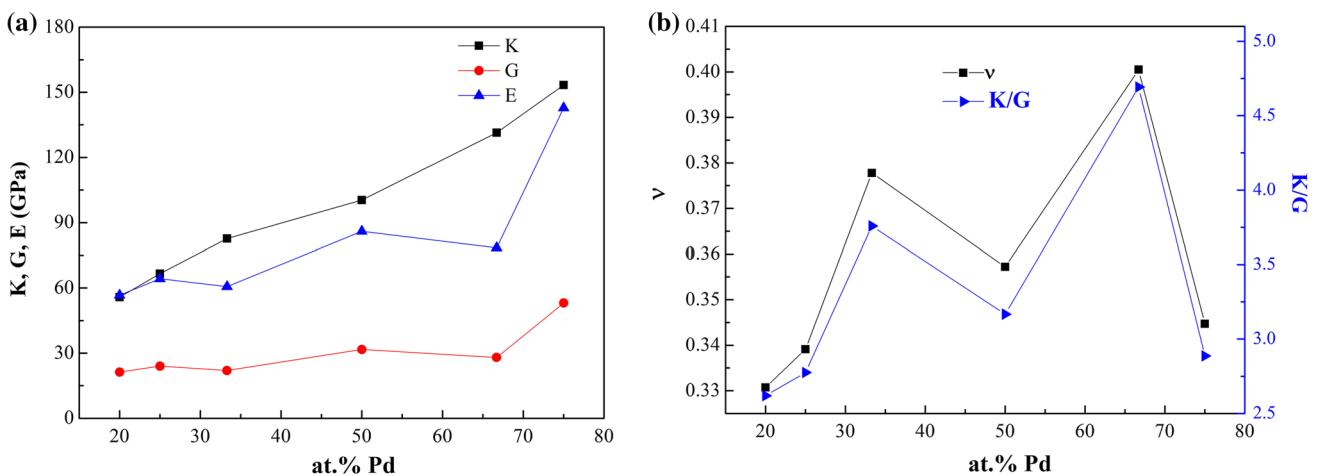 (a)
K, G, E (GPa)
180
150
120
90
60
30
0
K
G
E
20 30 40 50 60 70 80
at.% Pd
(b)
ν
0.41
0.40
0.39
0.38
0.37
0.36
0.35
0.34
0.33
ν
K/G
5.0
4.5
4.0
3.5
3.0
2.5
K/G
20 30 40 50 60 70 80
at.% Pd